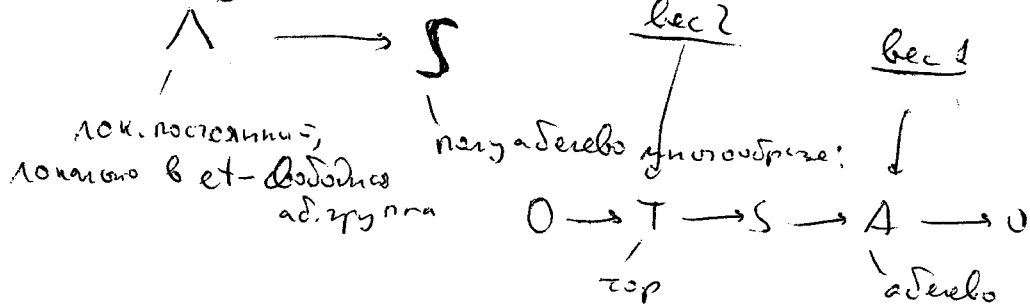 вес 2
вес 1
Λ → S
лок. постоянный,
локально в et - свободная
аб. группа
полуабелево многообразие:
0 → T → S → A → 0
тор
абелево